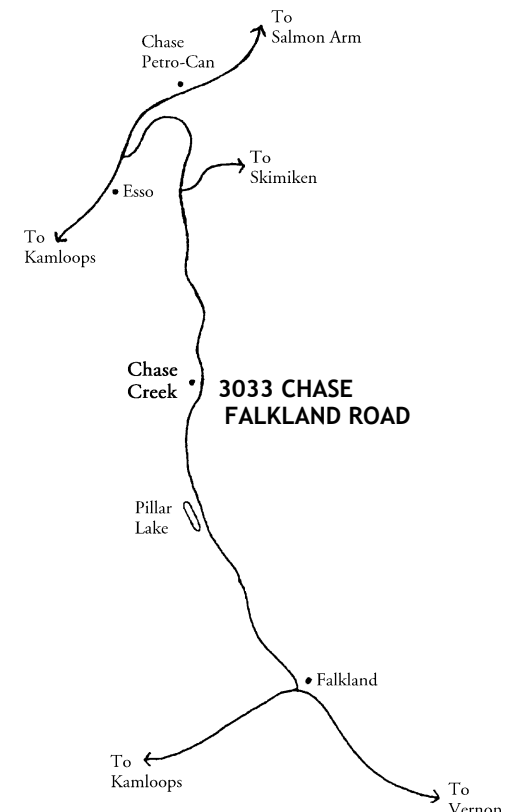 To
Salmon Arm
Chase
Petro-Can
To
Skimiken
Esso
To
Kamloops
Chase
Creek
3033 CHASE
FALKLAND ROAD
Pillar
Lake
Falkland
To
Kamloops
To
Vernon